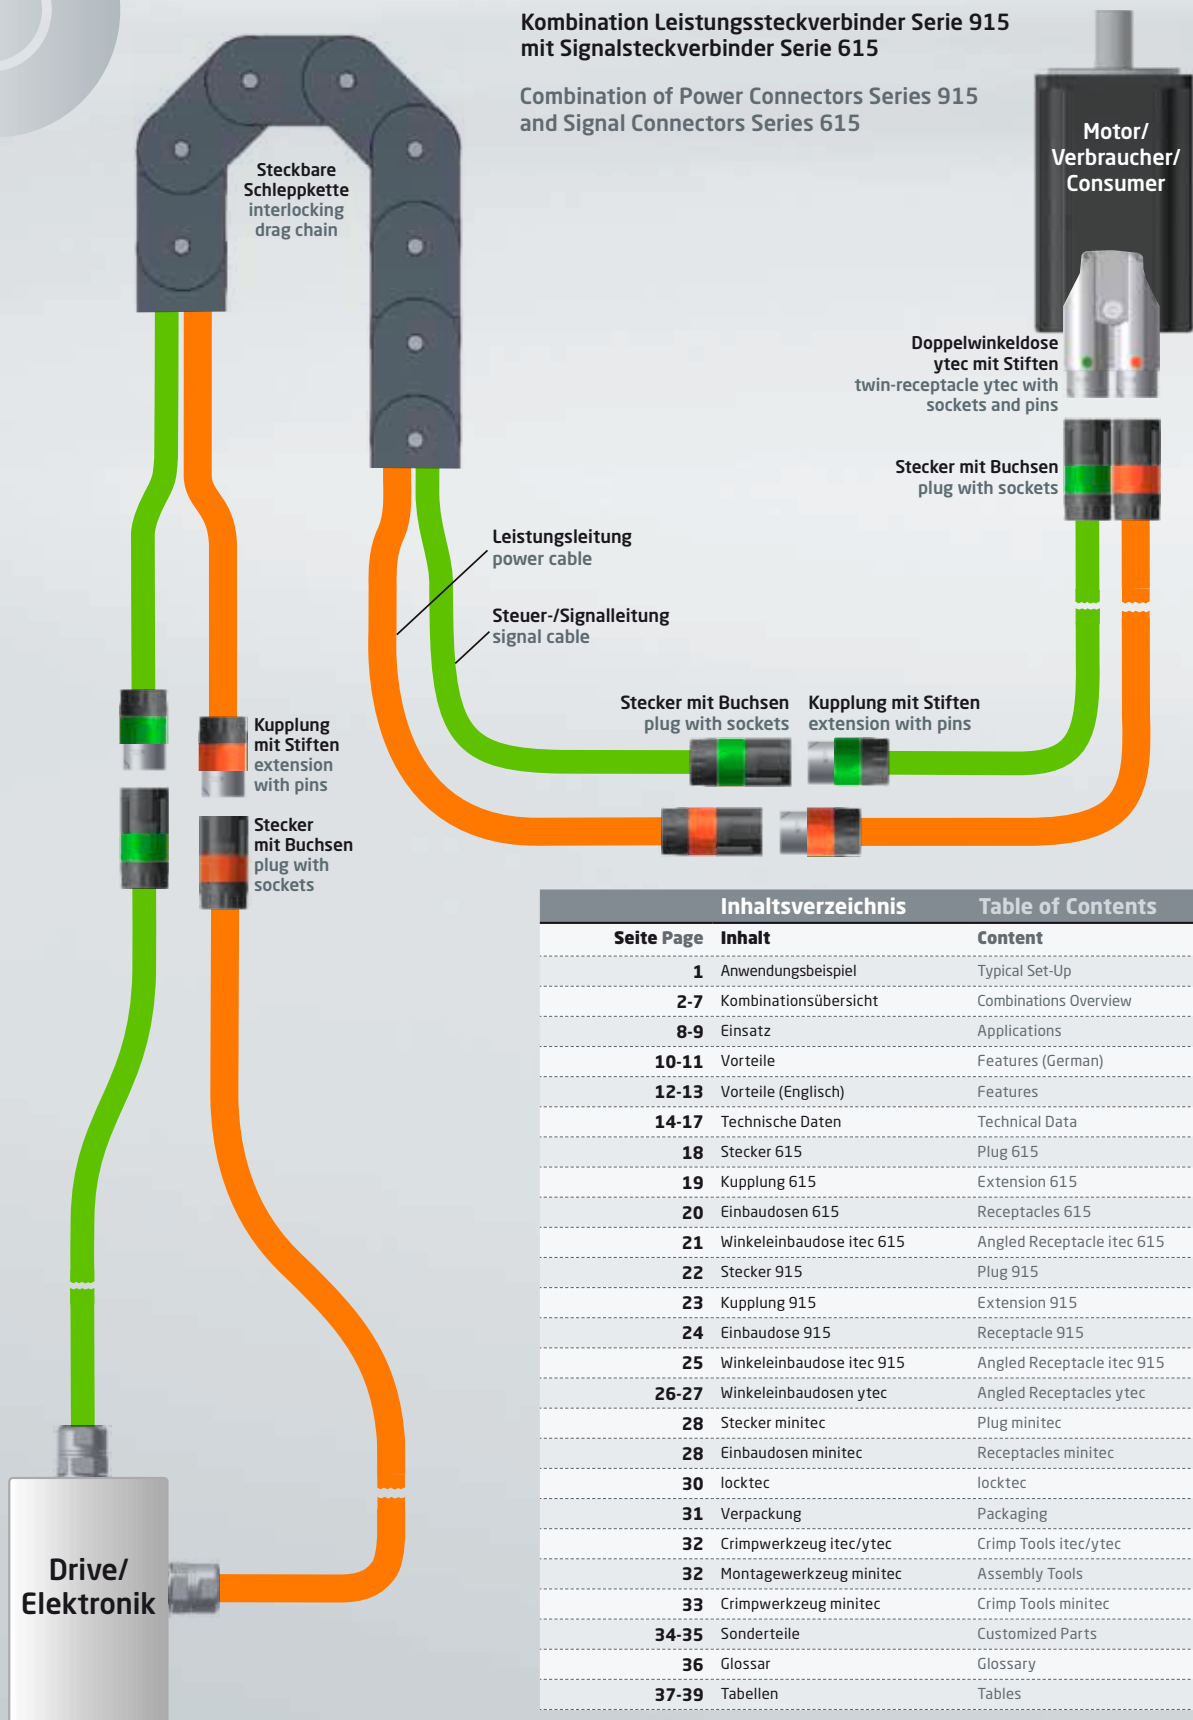 Kombination Leistungssteckverbinder Serie 915
mit Signalsteckverbinder Serie 615
Combination of Power Connectors Series 915
and Signal Connectors Series 615
Motor/
Verbraucher/
Consumer
Steckbare
Schleppkette
interlocking
drag chain
Doppelwinkeldose
ytec mit Stiften
twin-receptacle ytec with
sockets and pins
Stecker mit Buchsen
plug with sockets
Leistungsleitung
power cable
Steuer-/Signalleitung
signal cable
Stecker mit Buchsen
plug with sockets
Kupplung mit Stiften
extension with pins
Kupplung
mit Stiften
extension
with pins
Stecker
mit Buchsen
plug with
sockets
Drive/
Elektronik
Inhaltsverzeichnis Table of Contents
Seite Page Inhalt Content
1 Anwendungsbeispiel Typical Set-Up
2-7 Kombinationsübersicht Combinations Overview
8-9 Einsatz Applications
10-11 Vorteile Features (German)
12-13 Vorteile (Englisch) Features
14-17 Technische Daten Technical Data
18 Stecker 615 Plug 615
19 Kupplung 615 Extension 615
20 Einbaudosen 615 Receptacles 615
21 Winkeleinbaudose itec 615 Angled Receptacle itec 615
22 Stecker 915 Plug 915
23 Kupplung 915 Extension 915
24 Einbaudose 915 Receptacle 915
25 Winkeleinbaudose itec 915 Angled Receptacle itec 915
26-27 Winkeleinbaudosen ytec Angled Receptacles ytec
28 Stecker minitec Plug minitec
28 Einbaudosen minitec Receptacles minitec
30 locktec locktec
31 Verpackung Packaging
32 Crimpwerkzeug itec/ytec Crimp Tools itec/ytec
32 Montagewerkzeug minitec Assembly Tools
33 Crimpwerkzeug minitec Crimp Tools minitec
34-35 Sonderteile Customized Parts
36 Glossar Glossary
37-39 Tabellen Tables